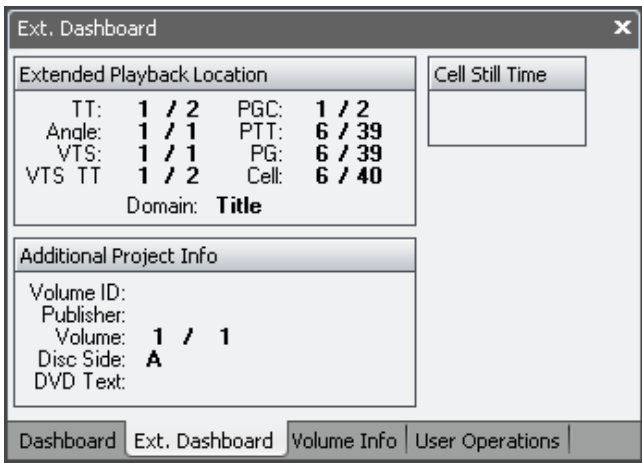 Ext. Dashboard
Extended Playback Location
TT: 1 / 2 PGC: 1 / 2
Angle: 1 / 1 PTT: 6 / 39
VTS: 1 / 1 PG: 6 / 39
VTS TT 1 / 2 Cell: 6 / 40
Domain: Title
Cell Still Time
Additional Project Info
Volume ID:
Publisher:
Volume: 1 / 1
Disc Side: A
DVD Text:
Dashboard Ext. Dashboard Volume Info User Operations